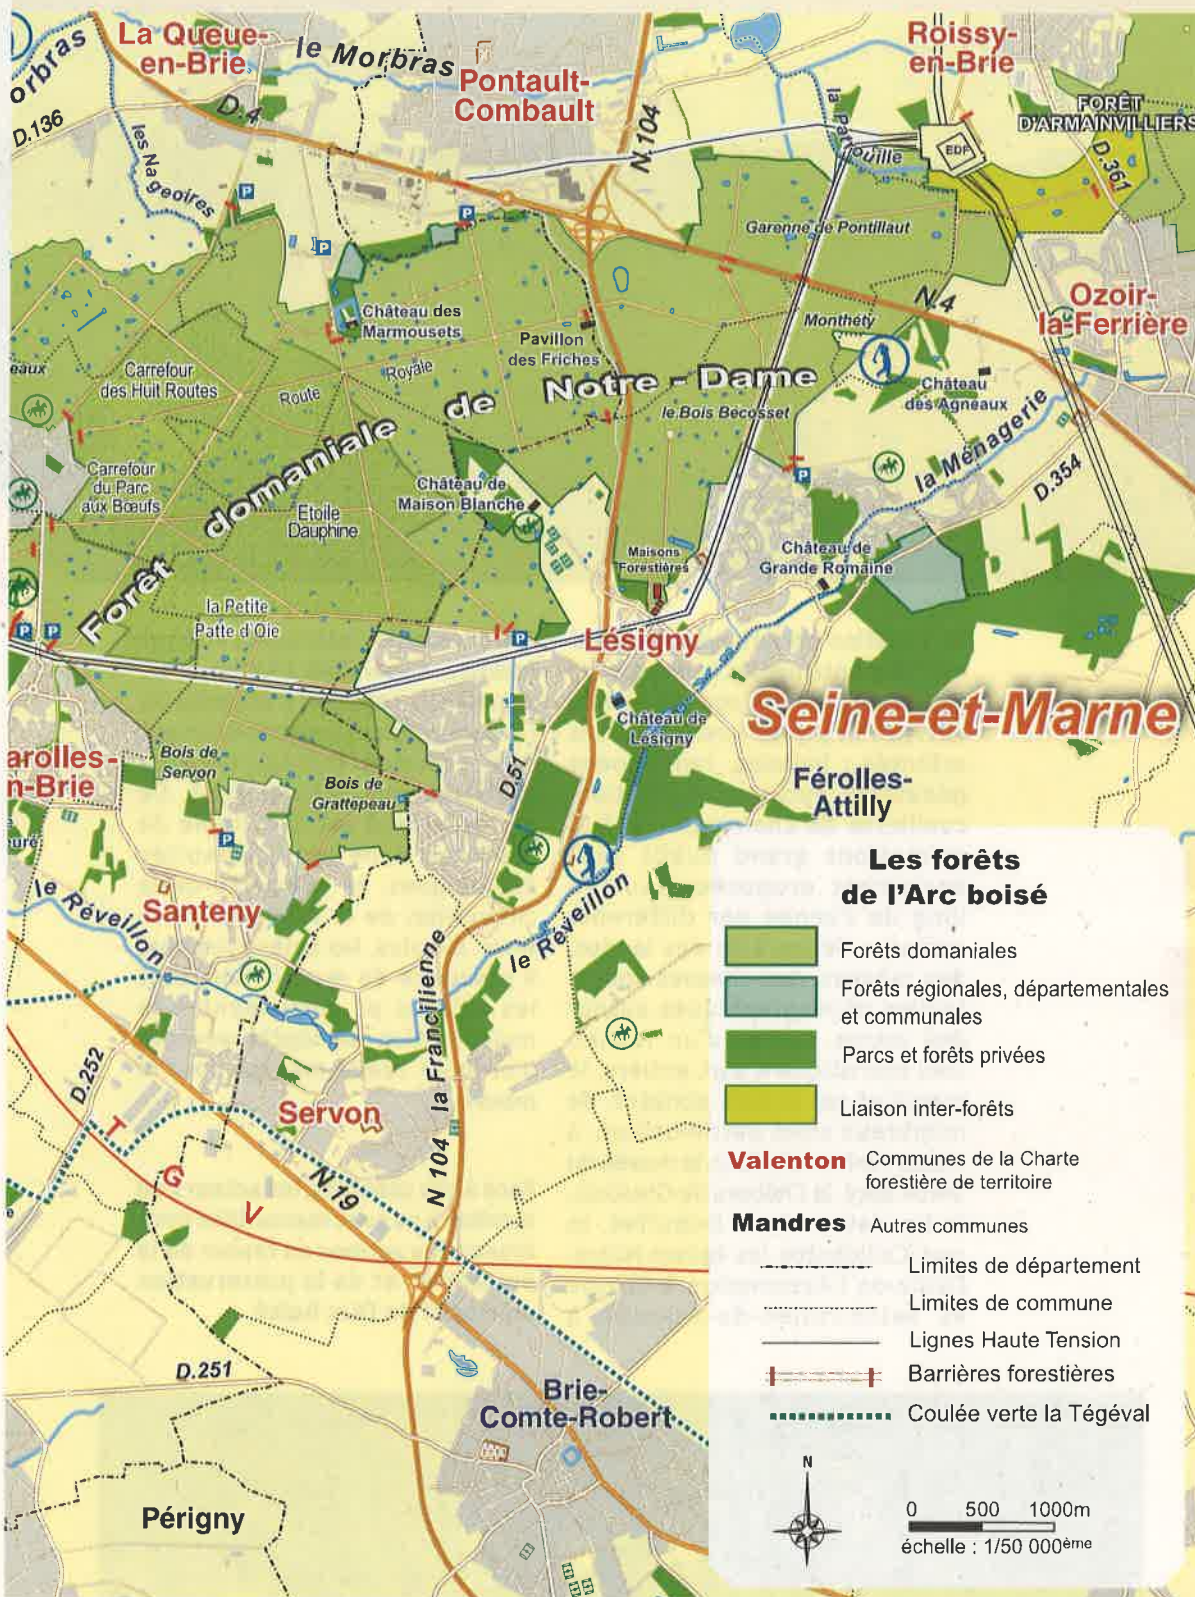 La Queue-
en-Brie
le Morbras
Pontault-
Combault
Roissy-
en-Brie
orbras
D.136
D.4
les Nageoires
N.104
la Patrouille
EDF
FORÊT
D'ARMAINVILLIERS
D.361
P
P
P
Garenne de Pontillaut
Ozoir-
la-Ferrière
N.4
Monthéty
Château des
Marmousets
Pavillon
des Friches
eaux
Carrefour
des Huit Routes
Route
Royale
Château
des Agneaux
le Bois Bécosset
la Ménagerie
D.354
Forêt domaniale de Notre - Dame
Carrefour
du Parc
aux Bœufs
Château de
Maison Blanche
Etoile
Dauphine
P
Maisons
Forestières
Château de
Grande Romaine
la Petite
Patte d'Oie
P
P
P
Lésigny
Château de
Lésigny
Seine-et-Marne
arolles-
n-Brie
Bois de
Servon
Bois de
Grattepeau
D.51
Férolles-
Attilly
P
euré
le Réveillon
Santeny
le Réveillon
D.252
N 104 la Francilienne
Servon
T G V
N 19
D.251
Brie-
Comte-Robert
Périgny
Les forêts
de l'Arc boisé
Forêts domaniales
Forêts régionales, départementales
et communales
Parcs et forêts privées
Liaison inter-forêts
Valenton Communes de la Charte
forestière de territoire
Mandres Autres communes
Limites de département
Limites de commune
Lignes Haute Tension
Barrières forestières
Coulée verte la Tégéval
N
0 500 1000m
échelle : 1/50 000ème